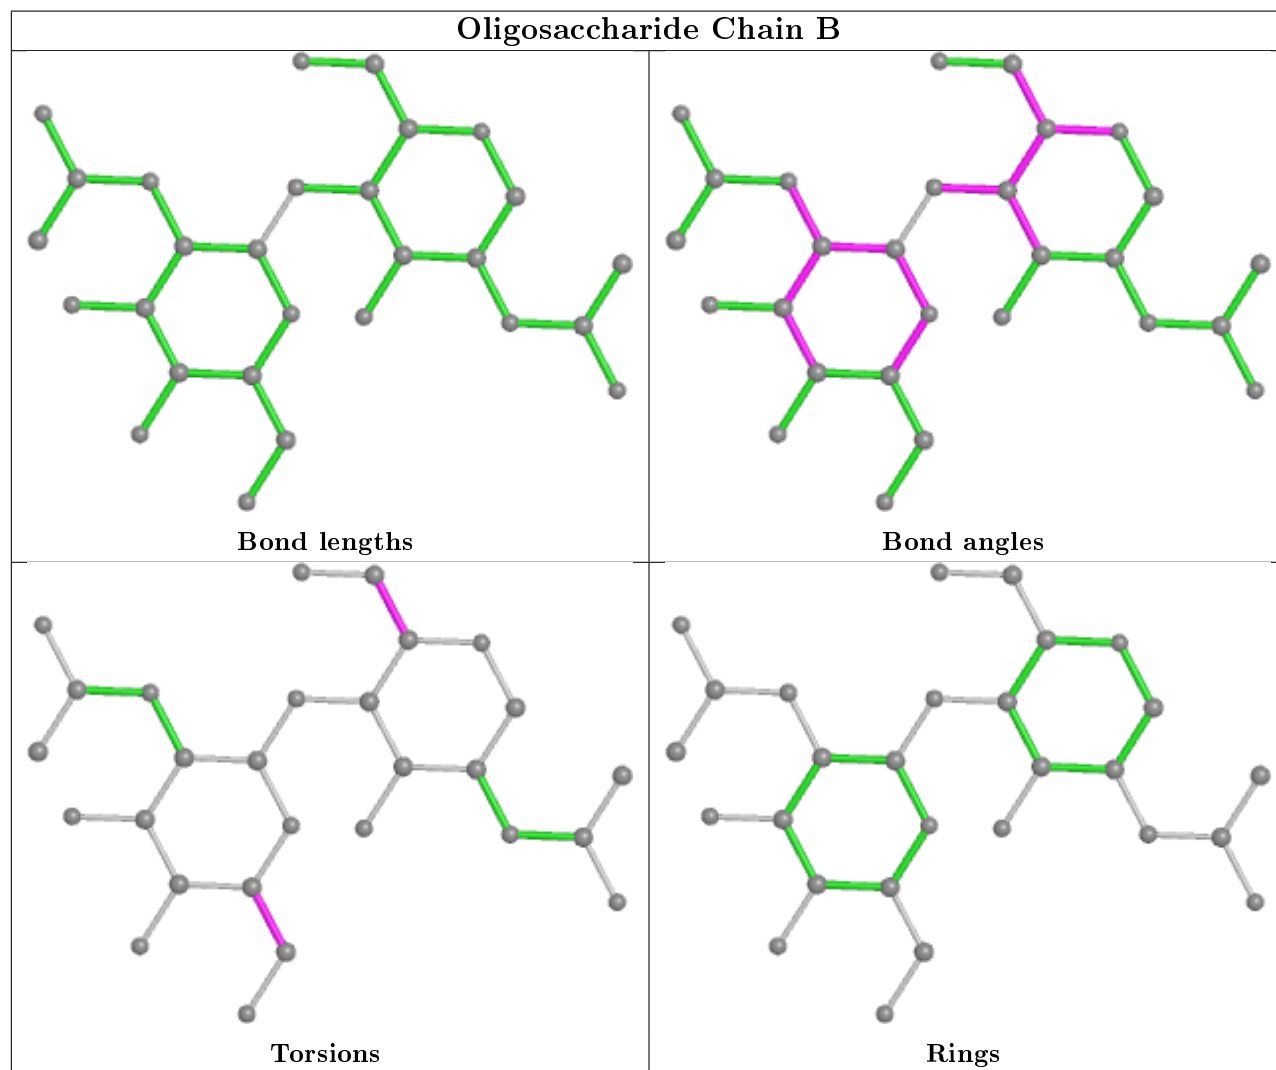 Oligosaccharide Chain B
Bond lengths
Bond angles
Torsions
Rings